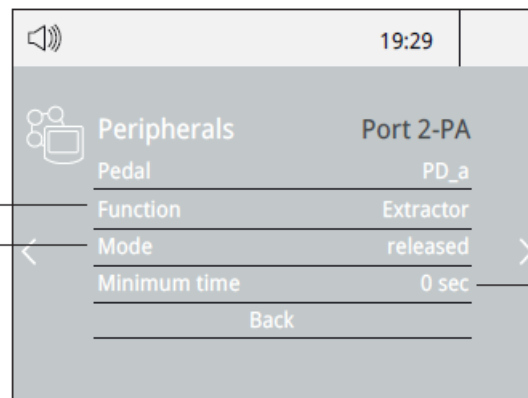 19:29
Peripherals Port 2-PA
Pedal PD_a
Function Extractor
Mode released
Minimum time 0 sec
Back